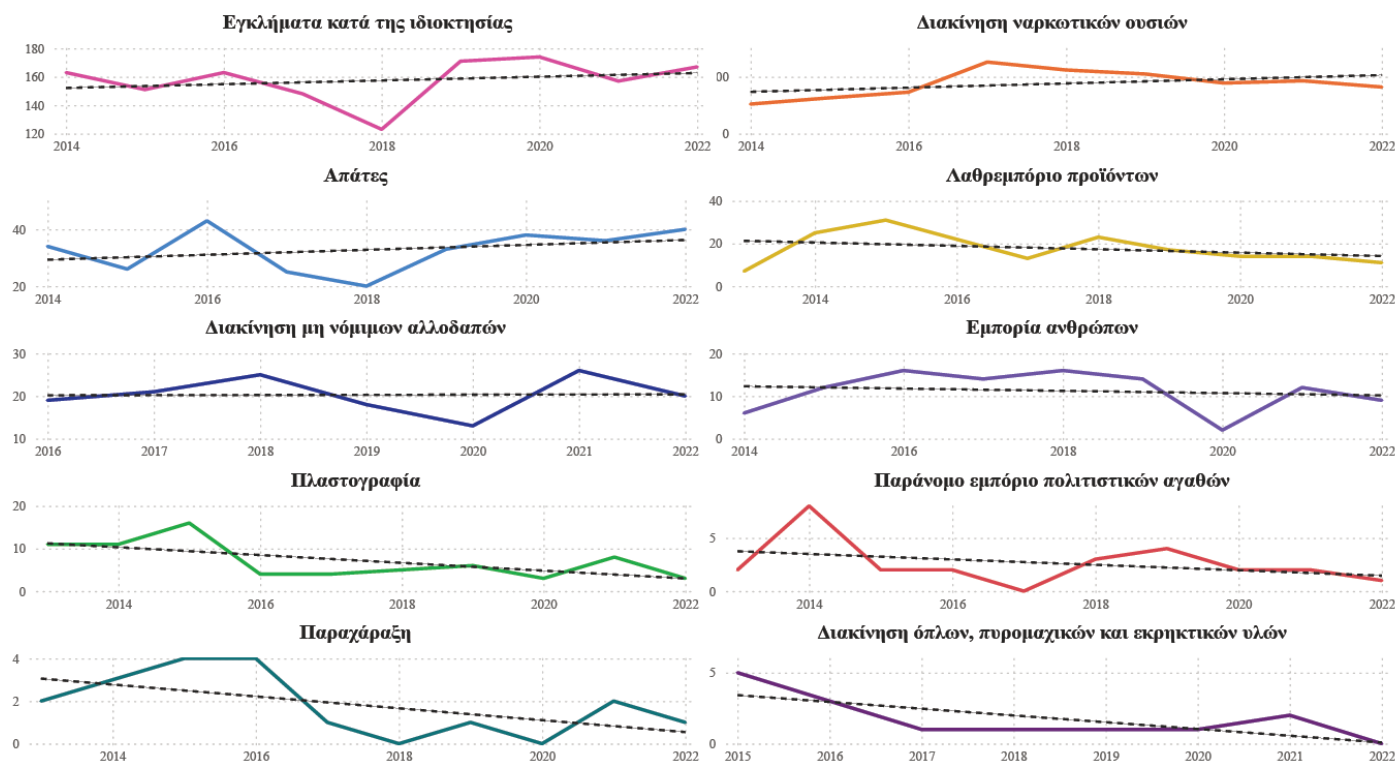 Εγκλήματα κατά της ιδιοκτησίας
180
160
140
120
2014 2016 2018 2020 2022
Διακίνηση ναρκωτικών ουσιών
00
0
2014 2016 2018 2020 2022
Απάτες
40
20
2014 2016 2018 2020 2022
Λαθρεμπόριο προϊόντων
40
20
0
2014 2016 2018 2020 2022
Διακίνηση μη νόμιμων αλλοδαπών
30
20
10
2016 2017 2018 2019 2020 2021 2022
Εμπορία ανθρώπων
20
10
0
2014 2016 2018 2020 2022
Πλαστογραφία
20
10
0
2014 2016 2018 2020 2022
Παράνομο εμπόριο πολιτιστικών αγαθών
5
0
2014 2016 2018 2020 2022
Παραχάραξη
4
2
0
2014 2016 2018 2020 2022
Διακίνηση όπλων, πυρομαχικών και εκρηκτικών υλών
5
0
2015 2016 2017 2018 2019 2020 2021 2022